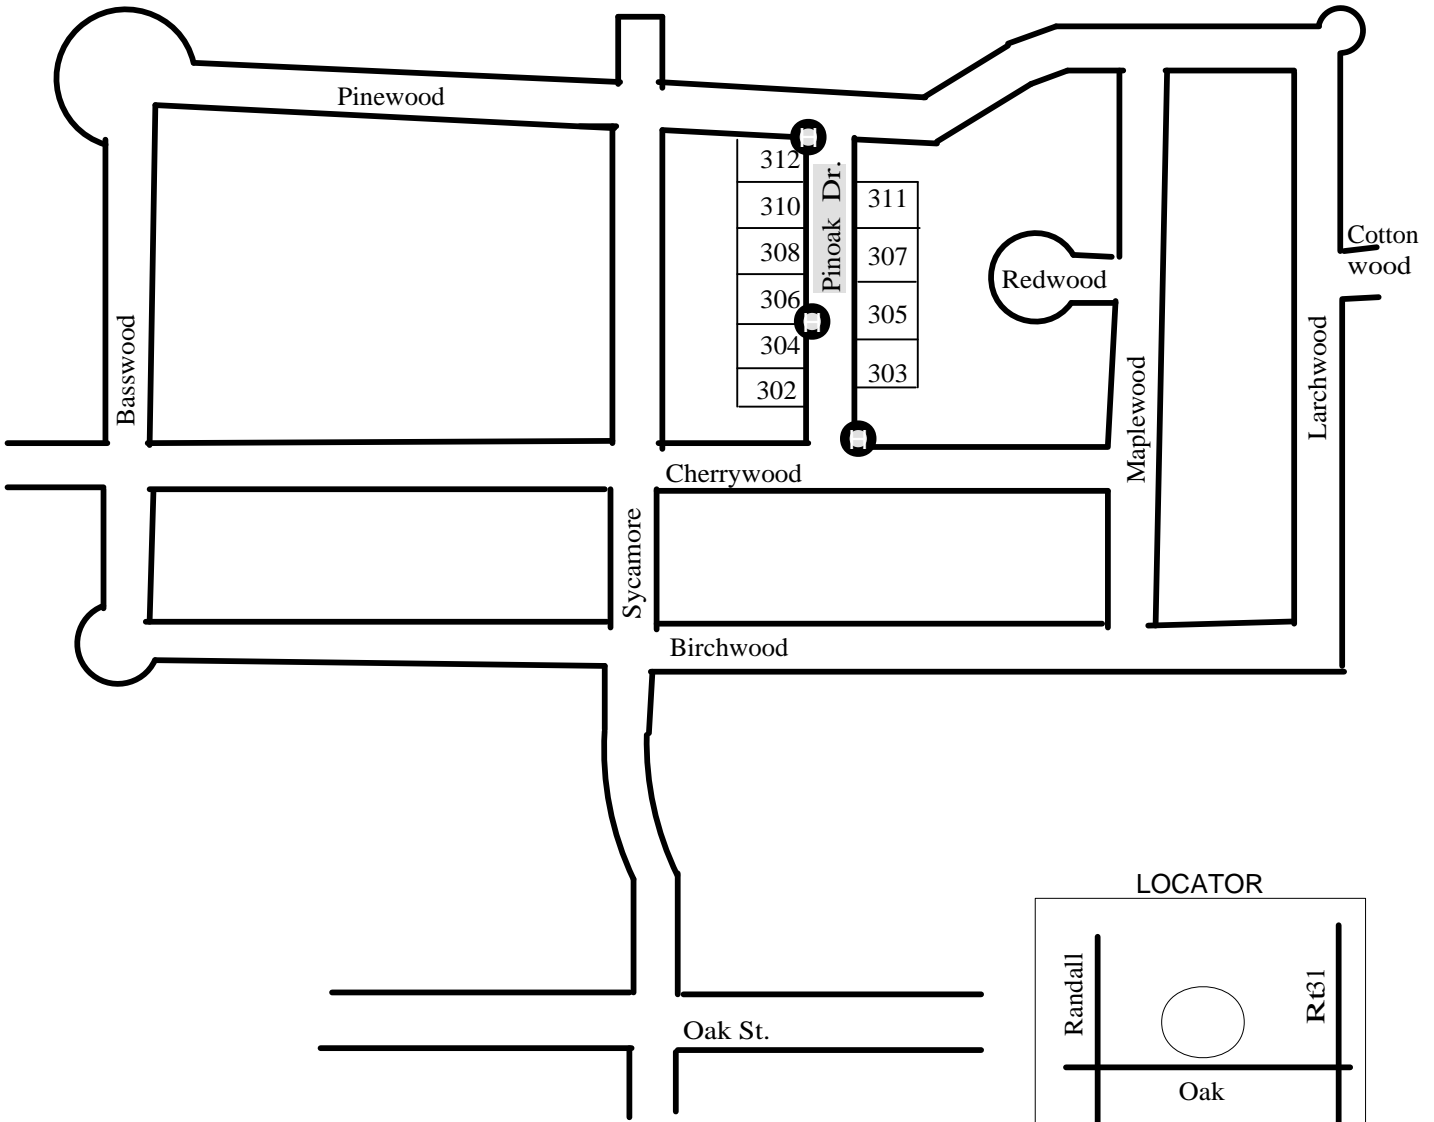 Pinewood
312
310
308
306
304
302
Pinoak Dr.
311
307
305
303
Redwood
Cotton
wood
Basswood
Maplewood
Larchwood
Cherrywood
Sycamore
Birchwood
Oak St.
LOCATOR
Randall
Rt31
Oak